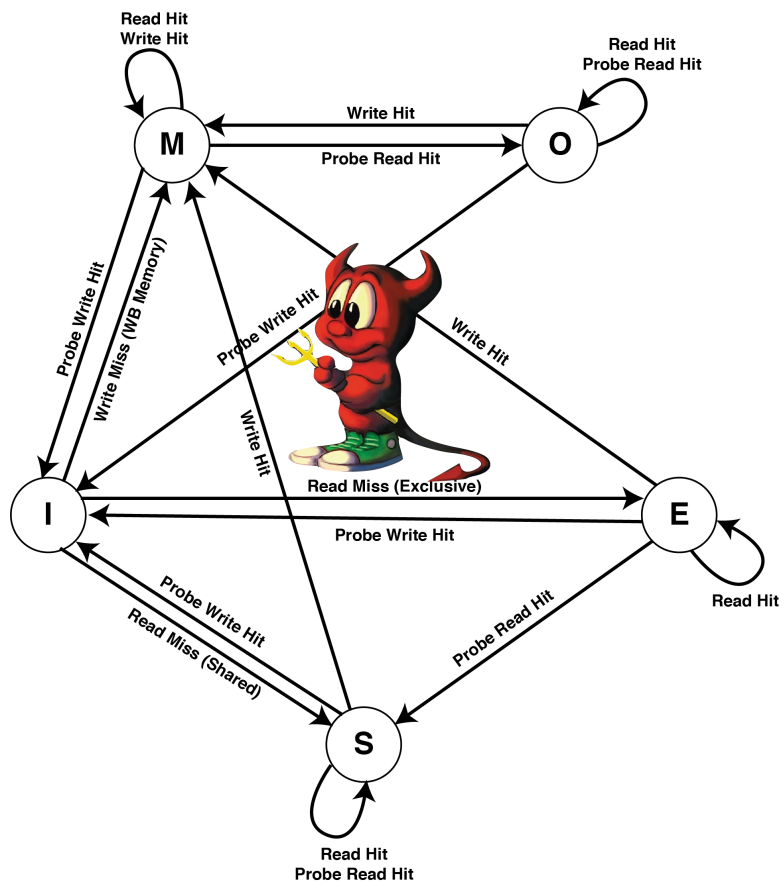 Read Hit
Write Hit
Read Hit
Probe Read Hit
Write Hit
M
O
Probe Read Hit
Probe Write Hit
Write Miss (WB Memory)
Probe Write Hit
Write Hit
Write Hit
Read Miss (Exclusive)
I
E
Probe Write Hit
Read Hit
Probe Write Hit
Read Miss (Shared)
Probe Read Hit
S
Read Hit
Probe Read Hit